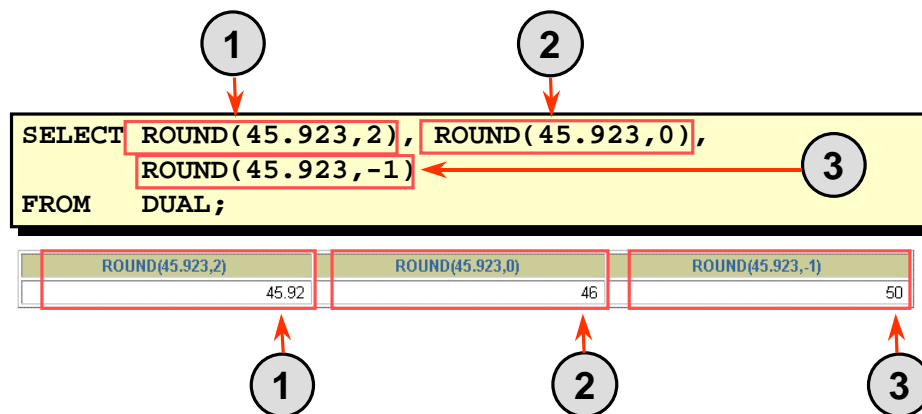 1 2
SELECT ROUND(45.923,2), ROUND(45.923,0),
ROUND(45.923,-1) 3
FROM DUAL;
ROUND(45.923,2) ROUND(45.923,0) ROUND(45.923,-1)
45.92 46 50
1 2 3